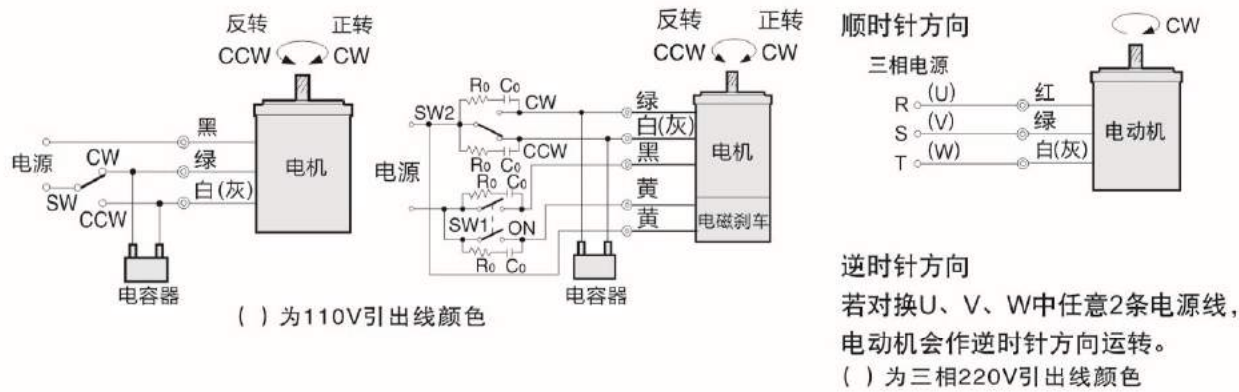 反转 正转
CCW CW
黑
电源 CW 绿 电机
白(灰)
SW
CCW
电容器
( ) 为110V引出线颜色
反转 正转
CCW CW
R0 C0
CW 绿
SW2
白(灰)
CCW
R0 C0
黑 电机
电源
R0 C0
黄
SW1 ON 黄 电磁刹车
R0 C0
电容器
顺时针方向 CW
三相电源
R (U) 红
S (V) 绿 电动机
T (W) 白(灰)
逆时针方向
若对换U、V、W中任意2条电源线，
电动机会作逆时针方向运转。
( ) 为三相220V引出线颜色